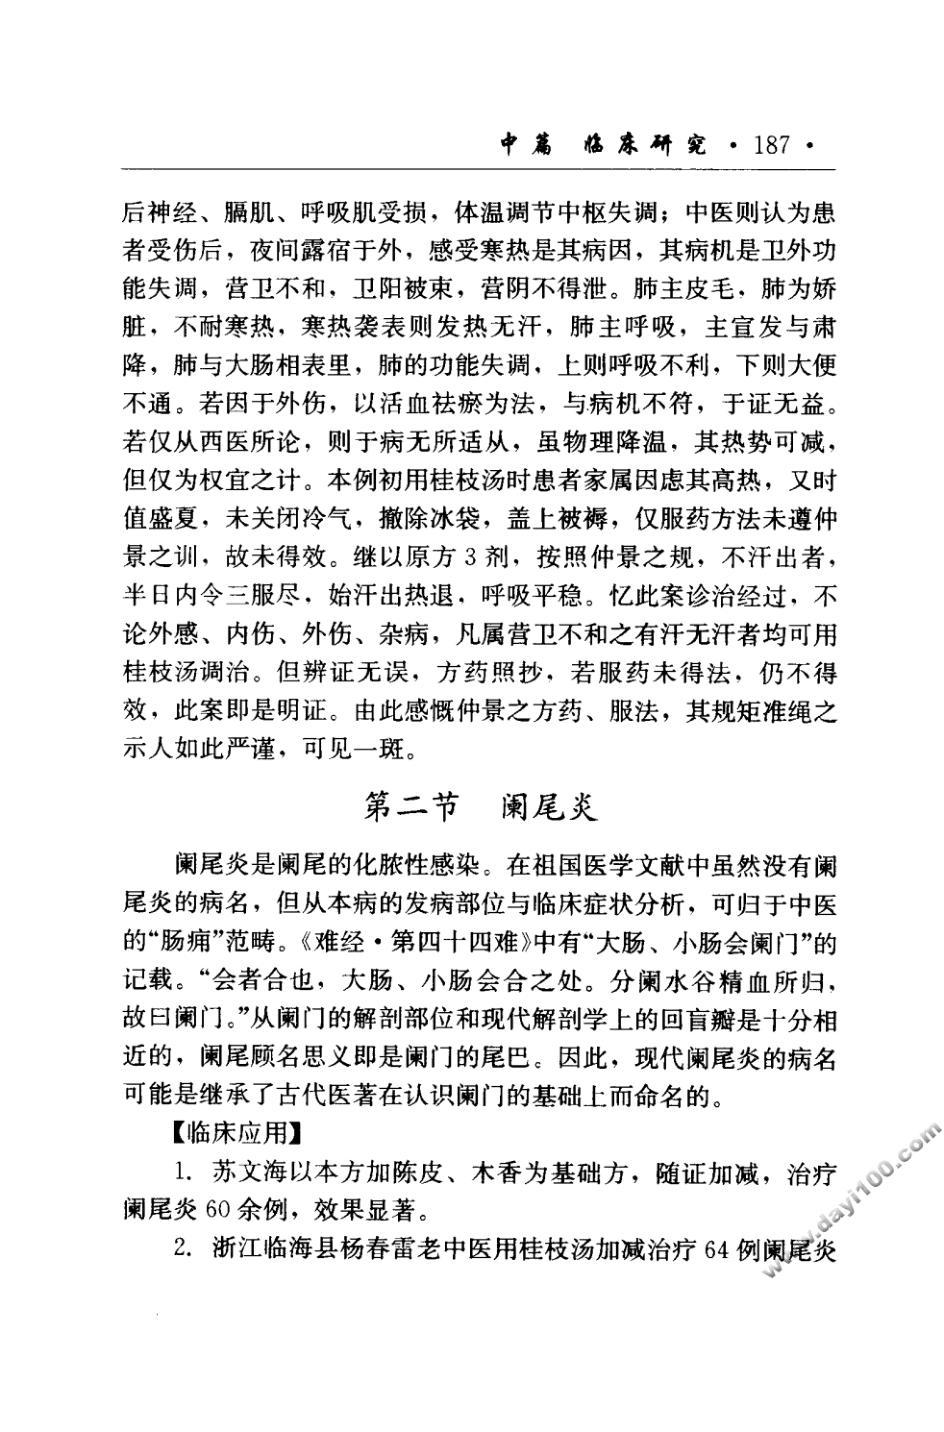 中篇 临床研究·187·
后神经、膈肌、呼吸肌受损，体温调节中枢失调；中医则认为患
者受伤后，夜间露宿于外，感受寒热是其病因，其病机是卫外功
能失调，营卫不和，卫阳被束，营阴不得泄。肺主皮毛，肺为娇
脏，不耐寒热，寒热袭表则发热无汗，肺主呼吸，主宣发与肃
降，肺与大肠相表里，肺的功能失调，上则呼吸不利，下则大便
不通。若因于外伤，以活血祛瘀为法，与病机不符，于证无益。
若仅从西医所论，则于病无所适从，虽物理降温，其热势可减，
但仅为权宜之计。本例初用桂枝汤时患者家属因虑其高热，又时
值盛夏，未关闭冷气，撤除冰袋，盖上被褥，仅服药方法未遵仲
景之训，故未得效。继以原方3剂，按照仲景之规，不汗出者，
半日内令三服尽，始汗出热退，呼吸平稳。忆此案诊治经过，不
论外感、内伤、外伤、杂病，凡属营卫不和之有汗无汗者均可用
桂枝汤调治。但辨证无误，方药照抄，若服药未得法，仍不得
效，此案即是明证。由此感慨仲景之方药、服法，其规矩准绳之
示人如此严谨，可见一斑。
第二节 阑尾炎
阑尾炎是阑尾的化脓性感染。在祖国医学文献中虽然没有阑
尾炎的病名，但从本病的发病部位与临床症状分析，可归于中医
的“肠痈”范畴。《难经·第四十四难》中有“大肠、小肠会阑门”的
记载。“会者合也，大肠、小肠会合之处。分阑水谷精血所归，
故曰阑门。”从阑门的解剖部位和现代解剖学上的回盲瓣是十分相
近的，阑尾顾名思义即是阑门的尾巴。因此，现代阑尾炎的病名
可能是继承了古代医著在认识阑门的基础上而命名的。
【临床应用】
1. 苏文海以本方加陈皮、木香为基础方，随证加减，治疗
阑尾炎60余例，效果显著。
2. 浙江临海县杨春雷老中医用桂枝汤加减治疗64例阑尾炎
www.dayi100.com